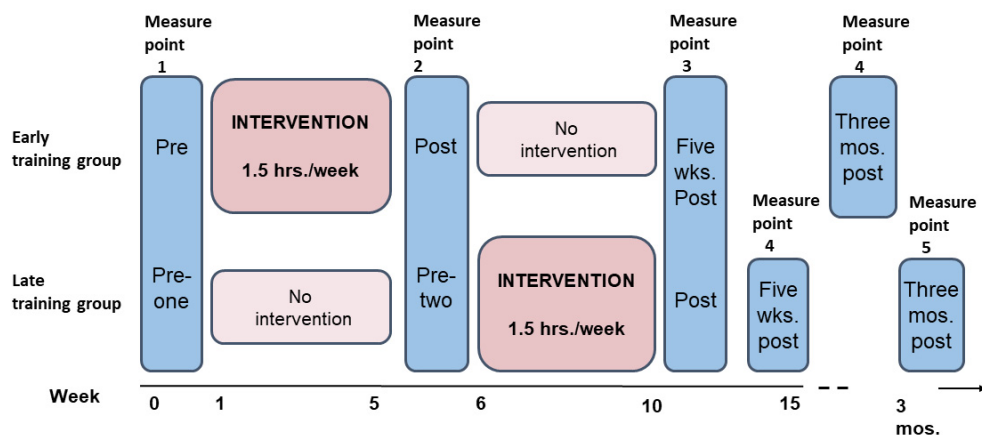 Measure
point
1
Measure
point
2
Measure
point
3
Measure
point
4
Early
training group
Pre
INTERVENTION
1.5 hrs./week
Post
No
intervention
Five
wks.
Post
Three
mos.
post
Measure
point
4
Measure
point
5
Late
training group
Pre-
one
No
intervention
Pre-
two
INTERVENTION
1.5 hrs./week
Post
Five
wks.
post
Three
mos.
post
Week
0
1
5
6
10
15
3
mos.